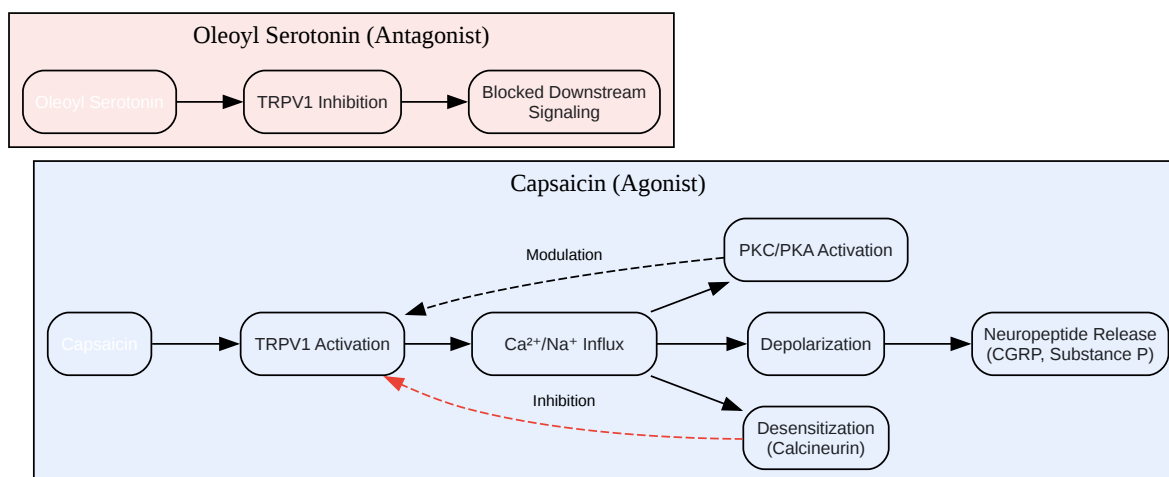 Oleoyl Serotonin (Antagonist)
Oleoyl Serotonin
TRPV1 Inhibition
Blocked Downstream
Signaling
Capsaicin (Agonist)
Modulation
PKC/PKA Activation
Capsaicin
TRPV1 Activation
Ca²⁺/Na⁺ Influx
Depolarization
Neuropeptide Release
(CGRP, Substance P)
Inhibition
Desensitization
(Calcineurin)